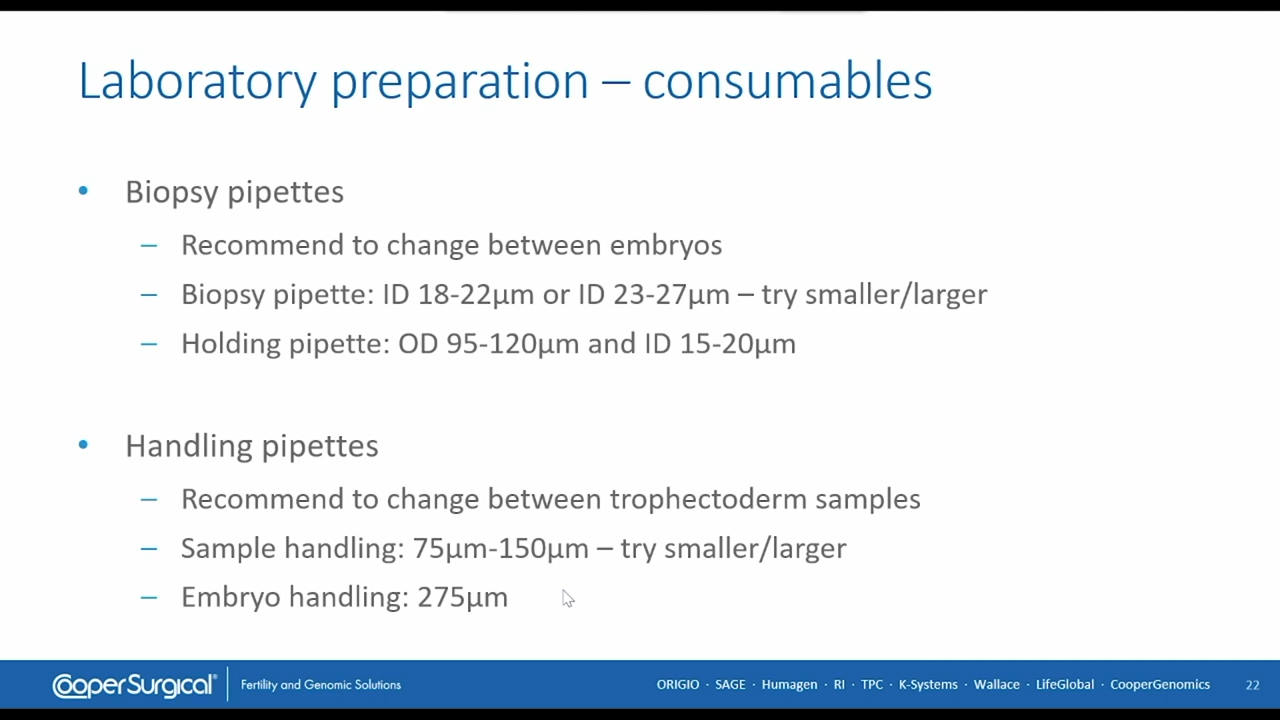 Laboratory preparation – consumables
• Biopsy pipettes
– Recommend to change between embryos
– Biopsy pipette: ID 18-22µm or ID 23-27µm – try smaller/larger
– Holding pipette: OD 95-120µm and ID 15-20µm
• Handling pipettes
– Recommend to change between trophectoderm samples
– Sample handling: 75µm-150µm – try smaller/larger
– Embryo handling: 275µm
CooperSurgical® Fertility and Genomic Solutions ORIGIO · SAGE · Humagen · RI · TPC · K-Systems · Wallace · LifeGlobal · CooperGenomics 22